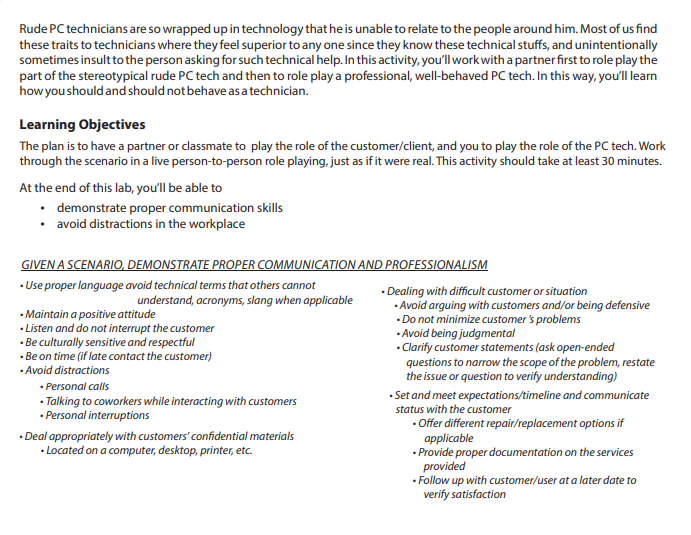 Rude PC technicians are so wrapped up in technology that he is unable to relate to the people around him. Most of us find
these traits to technicians where they feel superior to any one since they know these technical stuffs, and unintentionally
sometimes insult to the person asking for such technical help. In this activity, you'll work with a partner first to role play the
part of the stereotypical rude PC tech and then to role play a professional, well-behaved PC tech. In this way, you'll learn
how you should and should not behave as a technician.
Learning Objectives
The plan is to have a partner or classmate to play the role of the customer/client, and you to play the role of the PC tech. Work
through the scenario in a live person-to-person role playing, just as if it were real. This activity should take at least 30 minutes.
At the end of this lab, you'll be able to
• demonstrate proper communication skills
• avoid distractions in the workplace
GIVEN A SCENARIO, DEMONSTRATE PROPER COMMUNICATION AND PROFESSIONALISM
• Use proper language avoid technical terms that others cannot
understand, acronyms, slang when applicable
• Maintain a positive attitude
• Listen and do not interrupt the customer
• Be culturally sensitive and respectful
• Be on time (if late contact the customer)
• Avoid distractions
• Personal calls
• Talking to coworkers while interacting with customers
• Personal interruptions
• Deal appropriately with customers' confidential materials
• Located on a computer, desktop, printer, etc.
• Dealing with difficult customer or situation
• Avoid arguing with customers and/or being defensive
• Do not minimize customer 's problems
• Avoid being judgmental
• Clarify customer statements (ask open-ended
questions to narrow the scope of the problem, restate
the issue or question to verify understanding)
• Set and meet expectations/timeline and communicate
status with the customer
• Offer different repair/replacement options if
applicable
• Provide proper documentation on the services
provided
• Follow up with customer/user at a later date to
verify satisfaction